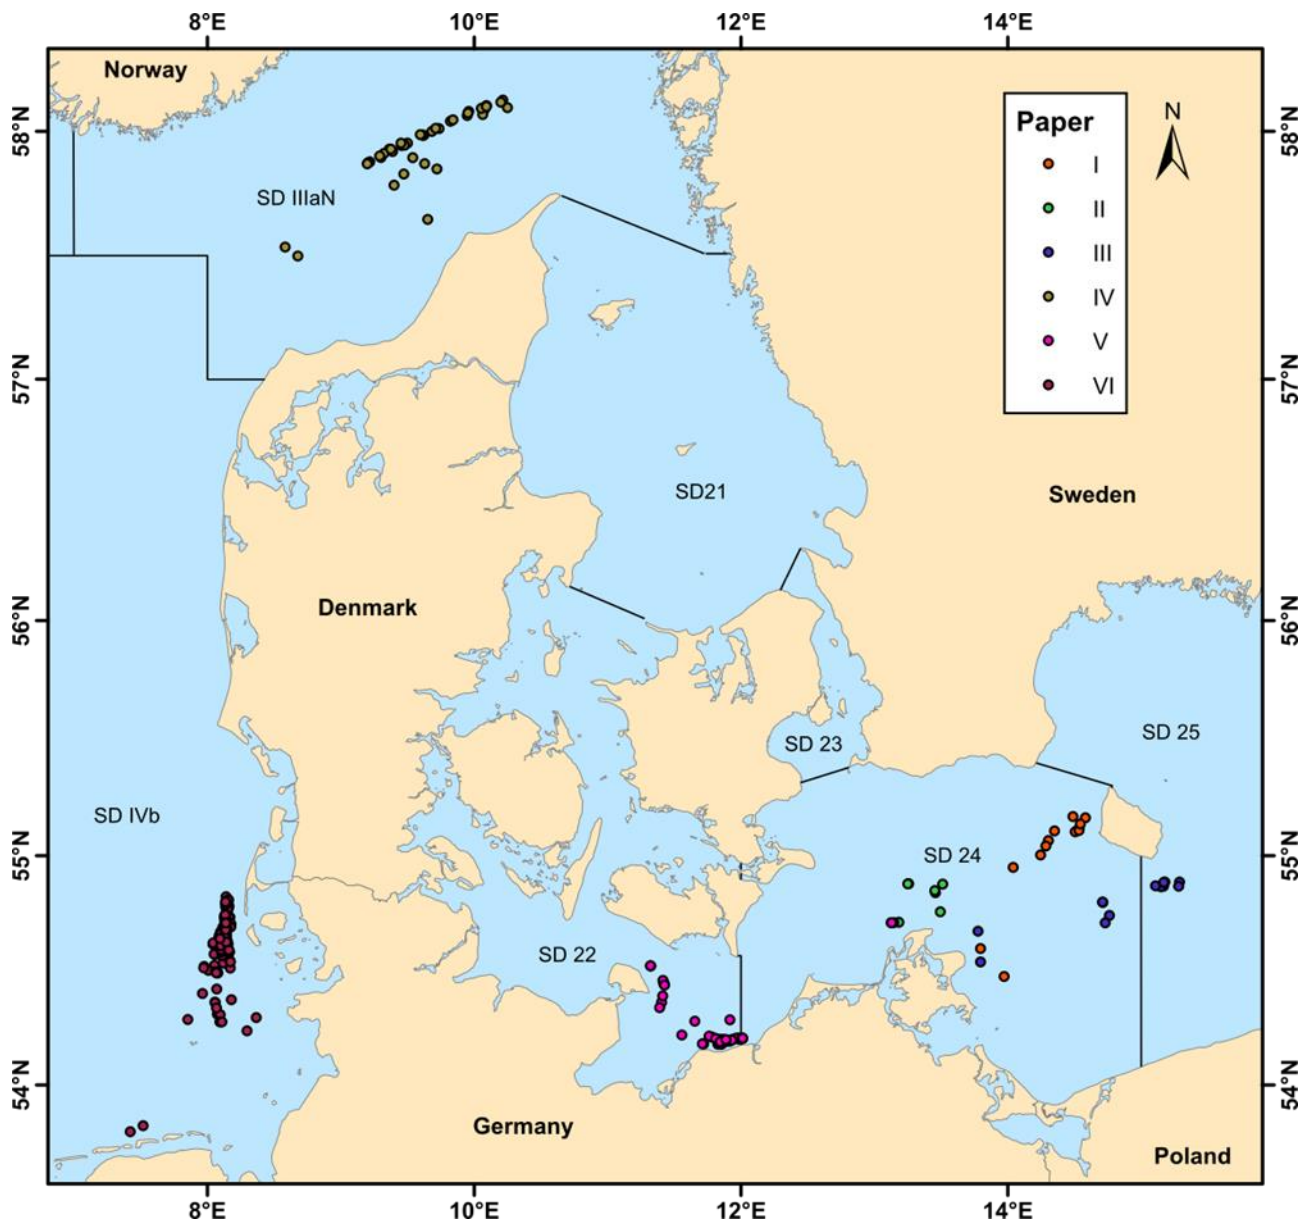 8°E 10°E 12°E 14°E
Norway
58°N 58°N
Paper
N
I
II
III
IV
V
VI
SD IIIaN
57°N 57°N
SD21
Sweden
Denmark
56°N 56°N
SD 23
SD 25
SD IVb
55°N 55°N
SD 24
SD 22
54°N 54°N
Germany
Poland
8°E 10°E 12°E 14°E